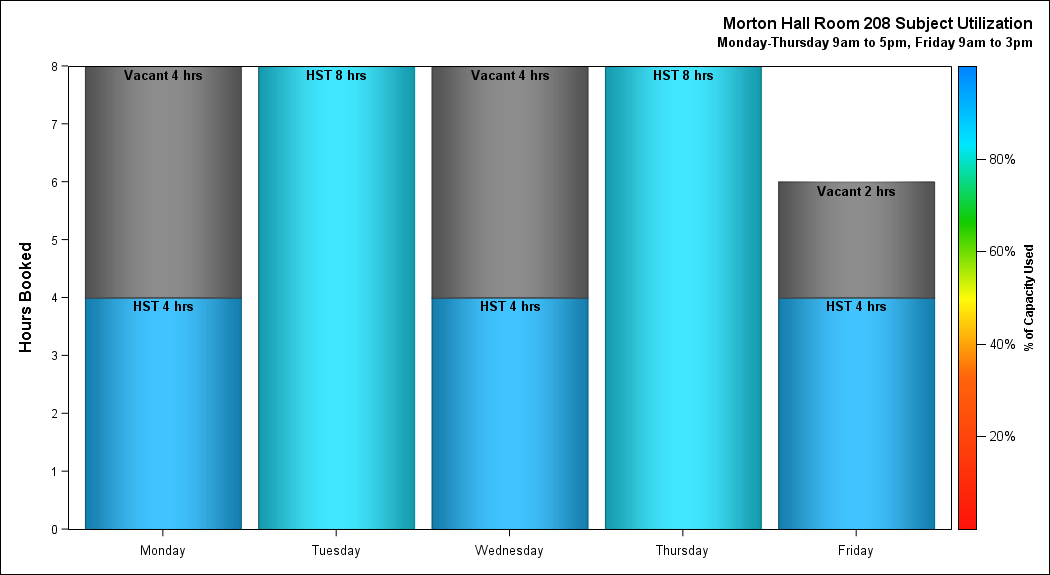 Morton Hall Room 208 Subject Utilization
Monday-Thursday 9am to 5pm, Friday 9am to 3pm
Hours Booked
8
7
6
5
4
3
2
1
0
Vacant 4 hrs
HST 4 hrs
HST 8 hrs
Vacant 4 hrs
HST 4 hrs
HST 8 hrs
Vacant 2 hrs
HST 4 hrs
Monday
Tuesday
Wednesday
Thursday
Friday
80%
60%
40%
20%
% of Capacity Used